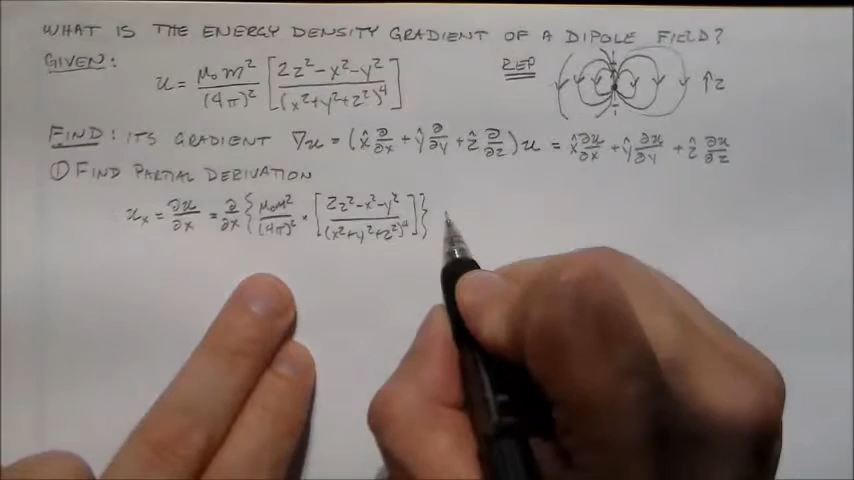 WHAT IS THE ENERGY DENSITY GRADIENT OF A DIPOLE FIELD?
GIVEN: u = μ₀m²/(4π)² [ (2z²-x²-y²)/(x²+y²+z²)⁴ ] REP ↑z
FIND: ITS GRADIENT ∇u = (x̂ ∂/∂x + ŷ ∂/∂y + ẑ ∂/∂z)u = x̂ ∂u/∂x + ŷ ∂u/∂y + ẑ ∂u/∂z
① FIND PARTIAL DERIVATION
uₓ = ∂u/∂x = ∂/∂x { μ₀m²/(4π)² • [ (2z²-x²-y²)/(x²+y²+z²)⁴ ] }